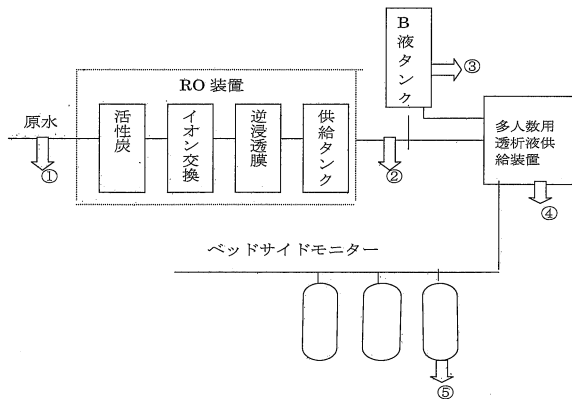 B液タンク
③
RO 装置
原水
活性炭
イオン交換
逆浸透膜
供給タンク
多人数用
透析液供
給装置
①
②
④
ベッドサイドモニター
⑤